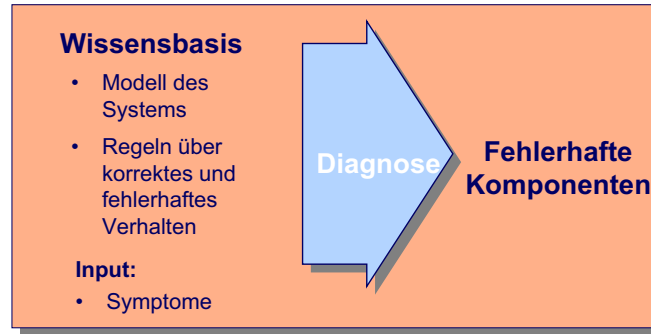 Wissensbasis
• Modell des
Systems
• Regeln über
korrektes und
fehlerhaftes
Verhalten
Input:
• Symptome
Diagnose
Fehlerhafte
Komponenten